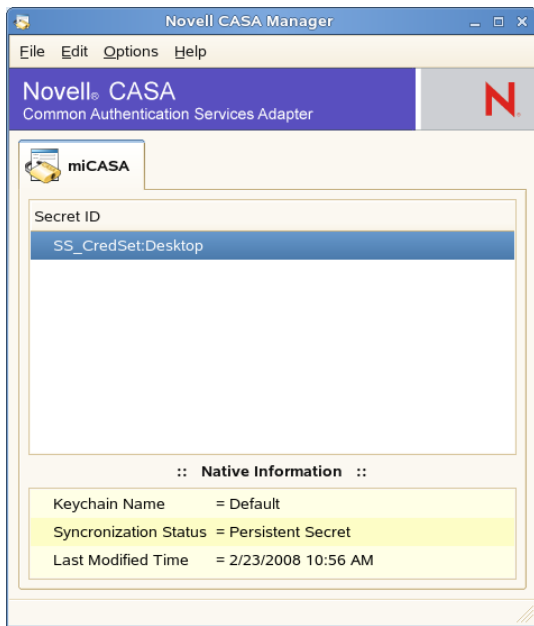 Novell CASA Manager
File Edit Options Help
Novell® CASA
Common Authentication Services Adapter
N
miCASA
Secret ID
SS_CredSet:Desktop
:: Native Information ::
Keychain Name = Default
Syncronization Status = Persistent Secret
Last Modified Time = 2/23/2008 10:56 AM